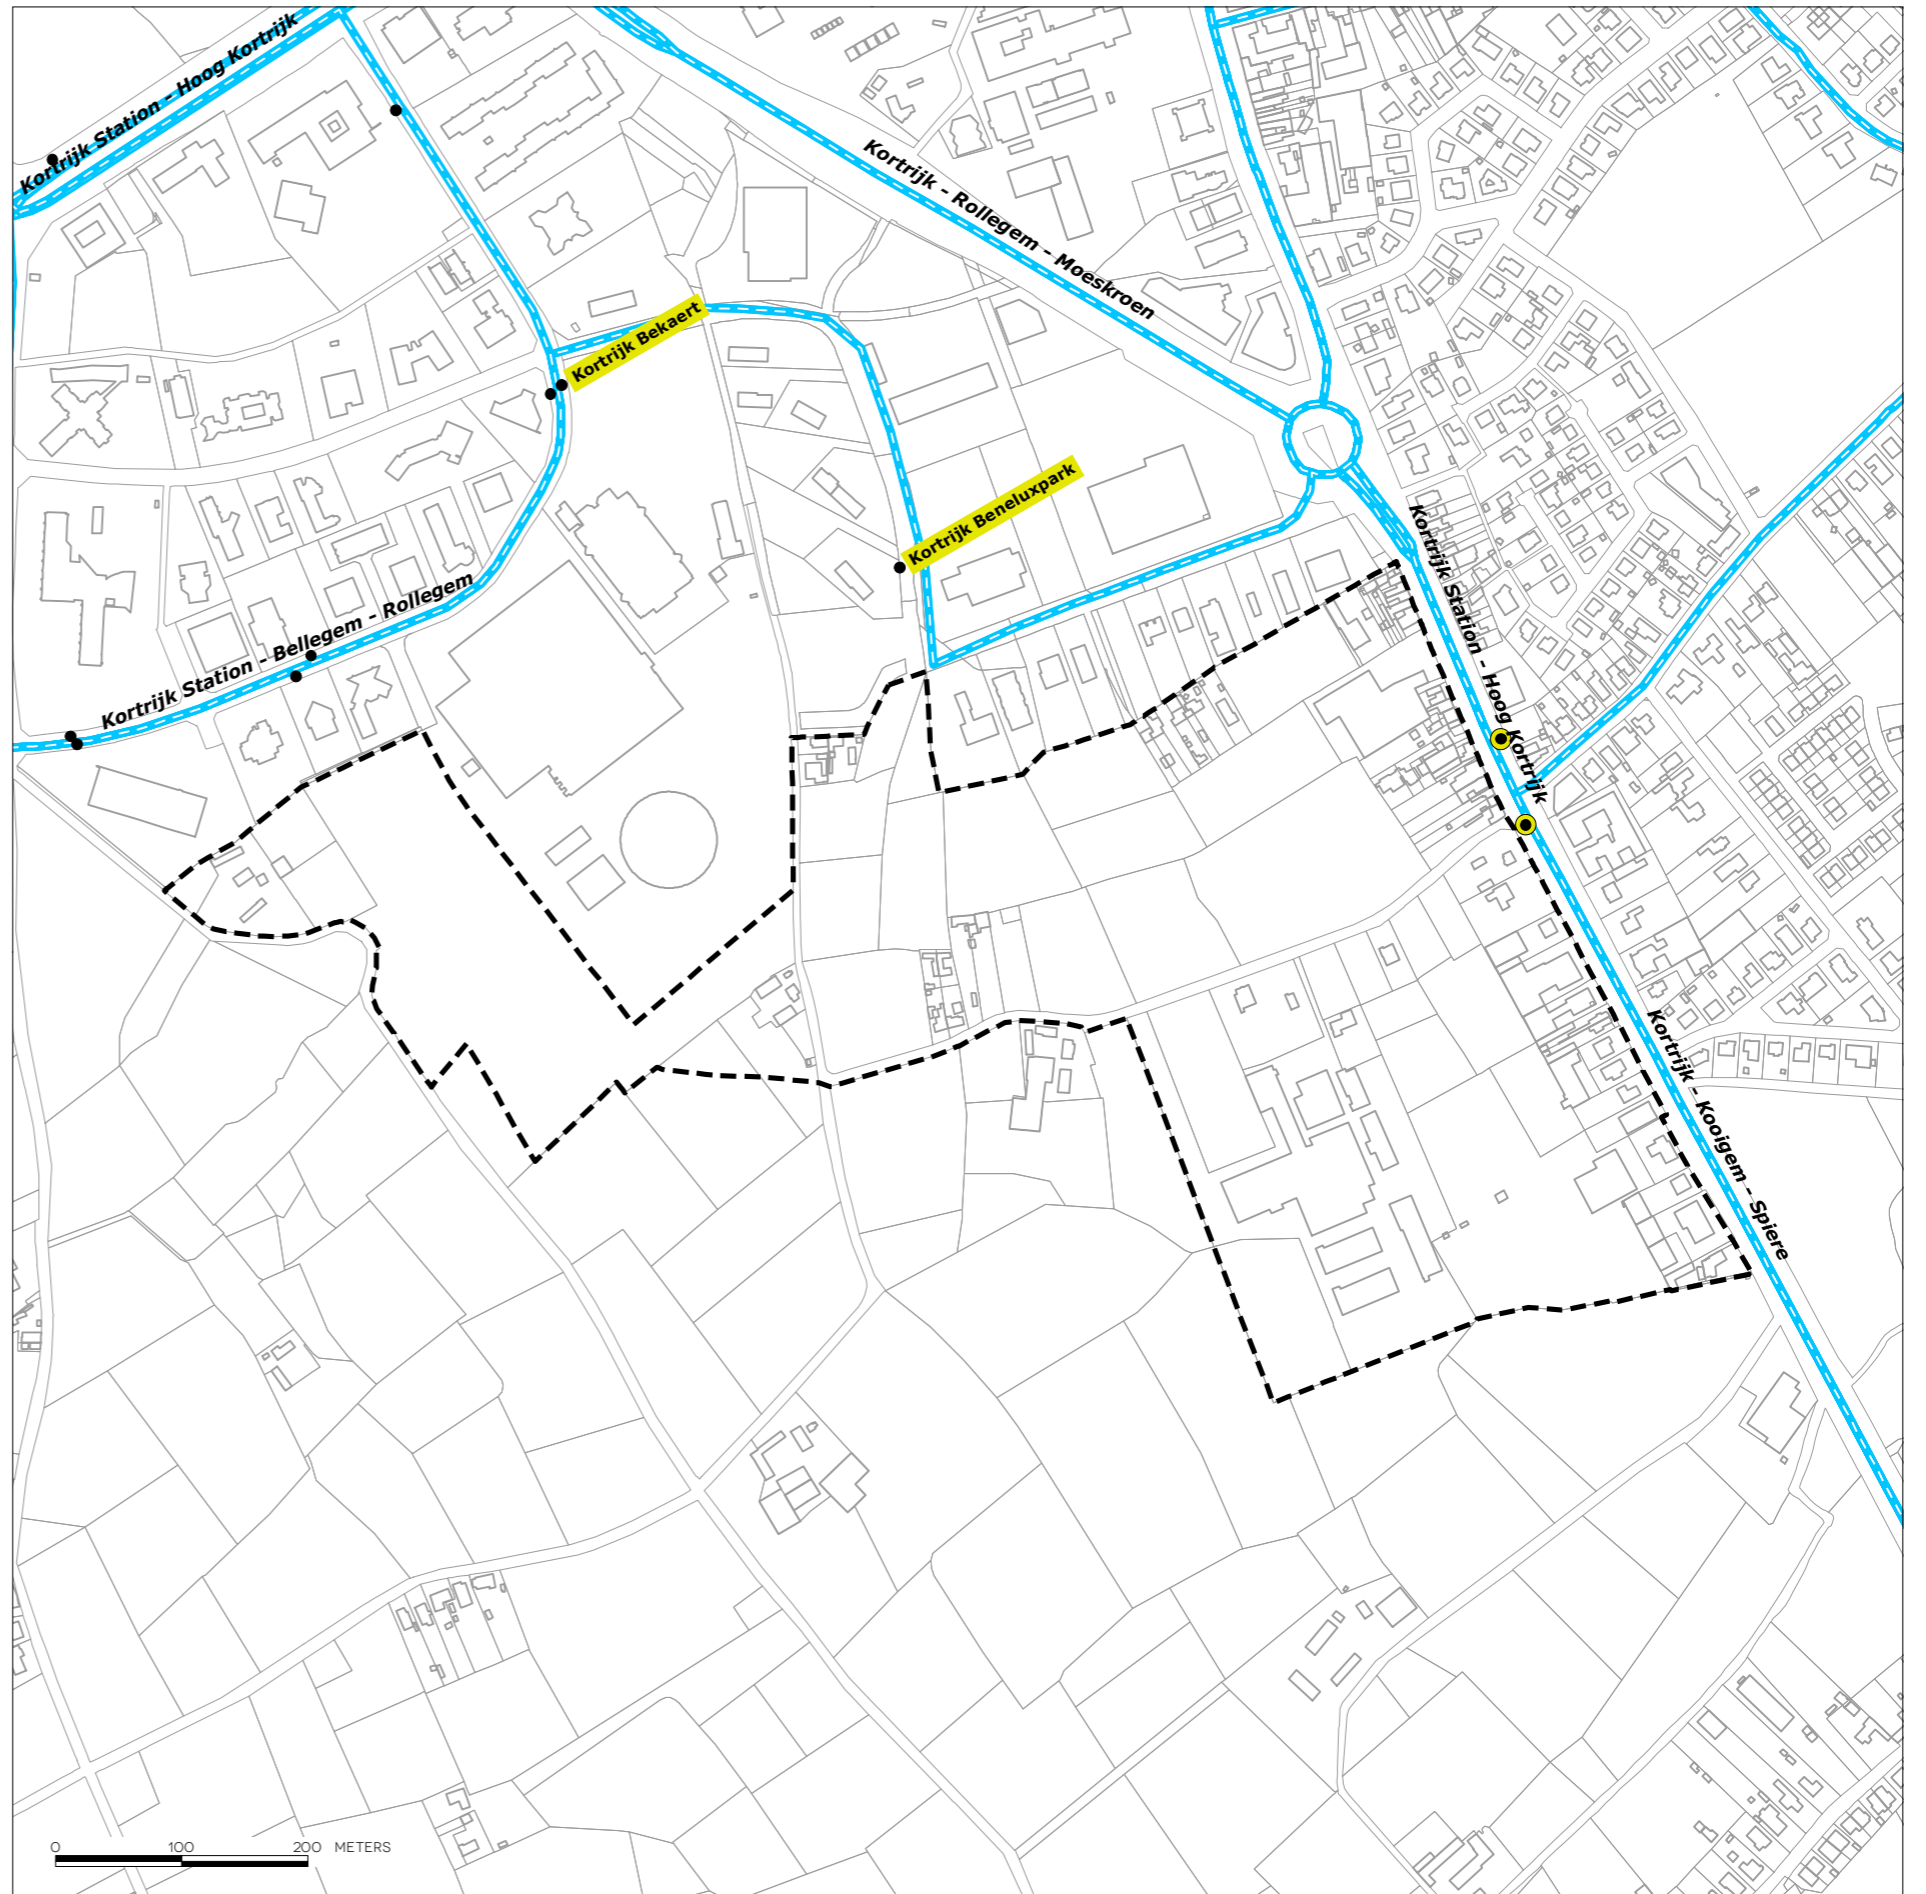 Kortrijk Station - Hoog Kortrijk
Kortrijk - Rollegem - Moeskroen
Kortrijk Bekaert
Kortrijk Beneluxpark
Kortrijk Station - Bellegem - Rollegem
Kortrijk Station - Hoog Kortrijk
Kortrijk - Kooigem - Spiere
0 100 200 METERS